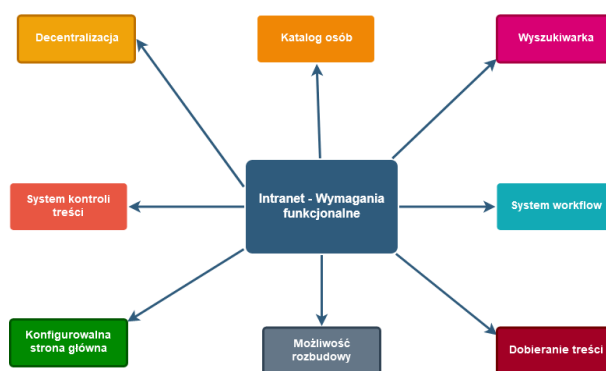 Decentralizacja
Katalog osób
Wyszukiwarka
System kontroli
treści
Intranet - Wymagania
funkcjonalne
System workflow
Konfigurowalna
strona główna
Możliwość
rozbudowy
Dobieranie treści